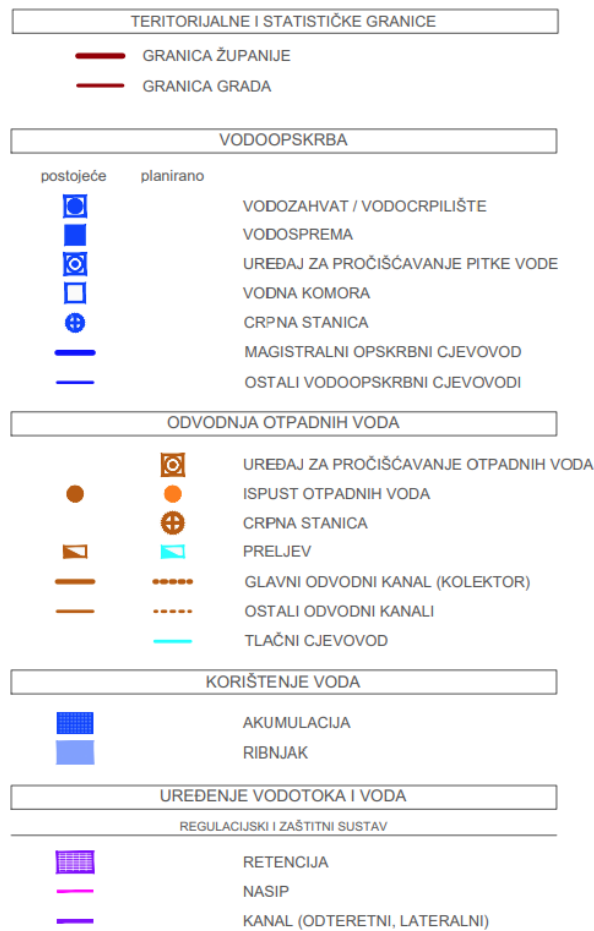 TERITORIJALNE I STATISTIČKE GRANICE
GRANICA ŽUPANIJE
GRANICA GRADA
VODOOPSKRBA
postojeće planirano
VODOZAHVAT / VODOCRPILIŠTE
VODOSPREMA
UREĐAJ ZA PROČIŠĆAVANJE PITKE VODE
VODNA KOMORA
CRPNA STANICA
MAGISTRALNI OPSKRBNI CJEVOVOD
OSTALI VODOOPSKRBNI CJEVOVODI
ODVODNJA OTPADNIH VODA
UREĐAJ ZA PROČIŠĆAVANJE OTPADNIH VODA
ISPUST OTPADNIH VODA
CRPNA STANICA
PRELJEV
GLAVNI ODVODNI KANAL (KOLEKTOR)
OSTALI ODVODNI KANALI
TLAČNI CJEVOVOD
KORIŠTENJE VODA
AKUMULACIJA
RIBNJAK
UREĐENJE VODOTOKA I VODA
REGULACIJSKI I ZAŠTITNI SUSTAV
RETENCIJA
NASIP
KANAL (ODTERETNI, LATERALNI)